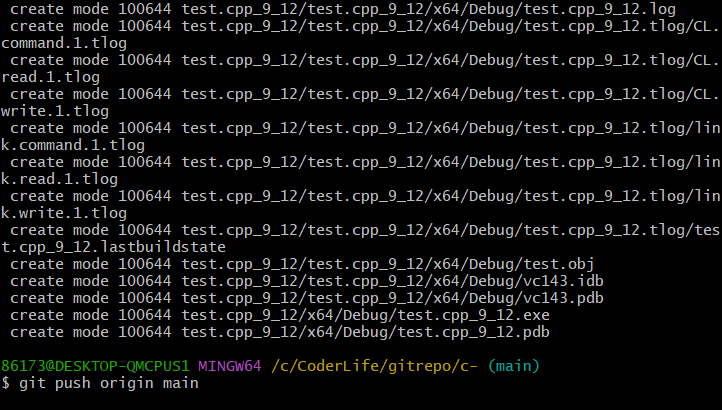 create mode 100644 test.cpp_9_12/test.cpp_9_12/x64/Debug/test.cpp_9_12.log
create mode 100644 test.cpp_9_12/test.cpp_9_12/x64/Debug/test.cpp_9_12.tlog/CL.
command.1.tlog
create mode 100644 test.cpp_9_12/test.cpp_9_12/x64/Debug/test.cpp_9_12.tlog/CL.
read.1.tlog
create mode 100644 test.cpp_9_12/test.cpp_9_12/x64/Debug/test.cpp_9_12.tlog/CL.
write.1.tlog
create mode 100644 test.cpp_9_12/test.cpp_9_12/x64/Debug/test.cpp_9_12.tlog/lin
k.command.1.tlog
create mode 100644 test.cpp_9_12/test.cpp_9_12/x64/Debug/test.cpp_9_12.tlog/lin
k.read.1.tlog
create mode 100644 test.cpp_9_12/test.cpp_9_12/x64/Debug/test.cpp_9_12.tlog/lin
k.write.1.tlog
create mode 100644 test.cpp_9_12/test.cpp_9_12/x64/Debug/test.cpp_9_12.tlog/tes
t.cpp_9_12.lastbuildstate
create mode 100644 test.cpp_9_12/test.cpp_9_12/x64/Debug/test.obj
create mode 100644 test.cpp_9_12/test.cpp_9_12/x64/Debug/vc143.idb
create mode 100644 test.cpp_9_12/test.cpp_9_12/x64/Debug/vc143.pdb
create mode 100644 test.cpp_9_12/x64/Debug/test.cpp_9_12.exe
create mode 100644 test.cpp_9_12/x64/Debug/test.cpp_9_12.pdb
86173@DESKTOP-QMCPUS1 MINGW64 /c/CoderLife/gitrepo/c- (main)
$ git push origin main